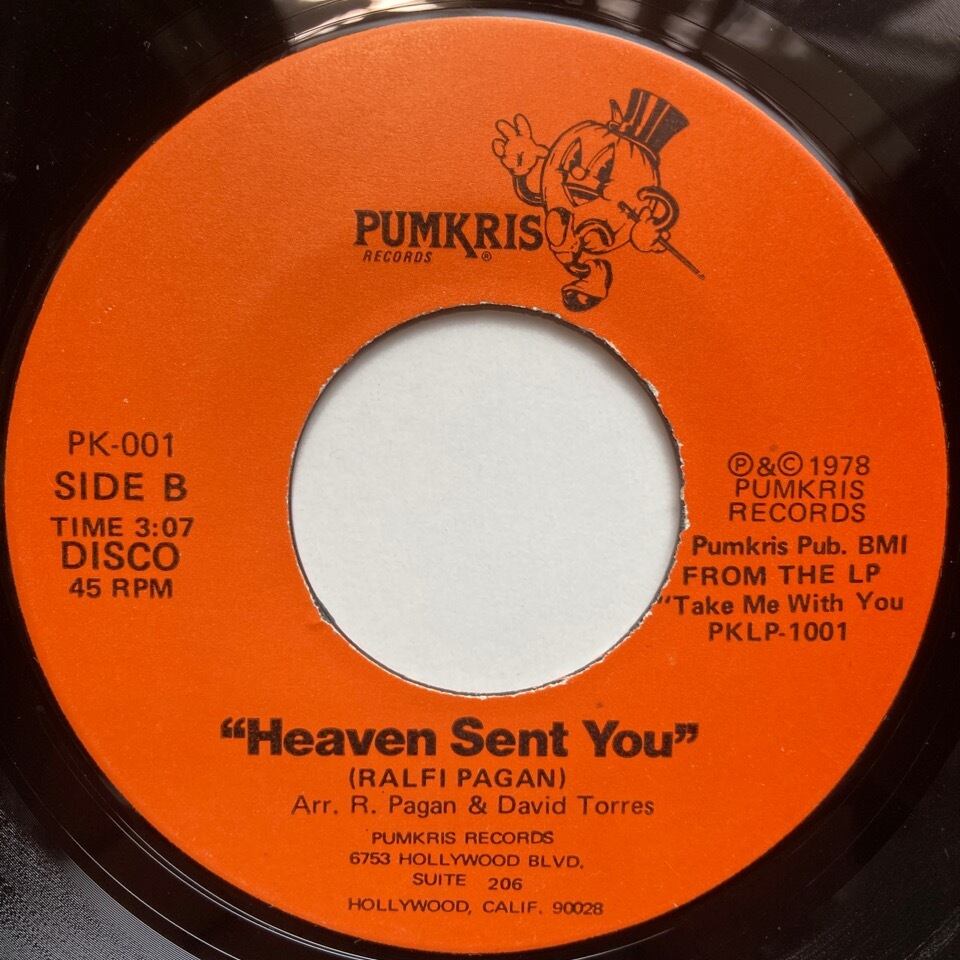 PUMKRIS
RECORDS ®
PK-001
SIDE B
TIME 3:07
DISCO
45 RPM
Ⓟ&© 1978
PUMKRIS
RECORDS
Pumkris Pub. BMI
FROM THE LP
"Take Me With You
PKLP-1001
“Heaven Sent You”
(RALFI PAGAN)
Arr. R. Pagan & David Torres
PUMKRIS RECORDS
6753 HOLLYWOOD BLVD.
SUITE 206
HOLLYWOOD, CALIF. 90028